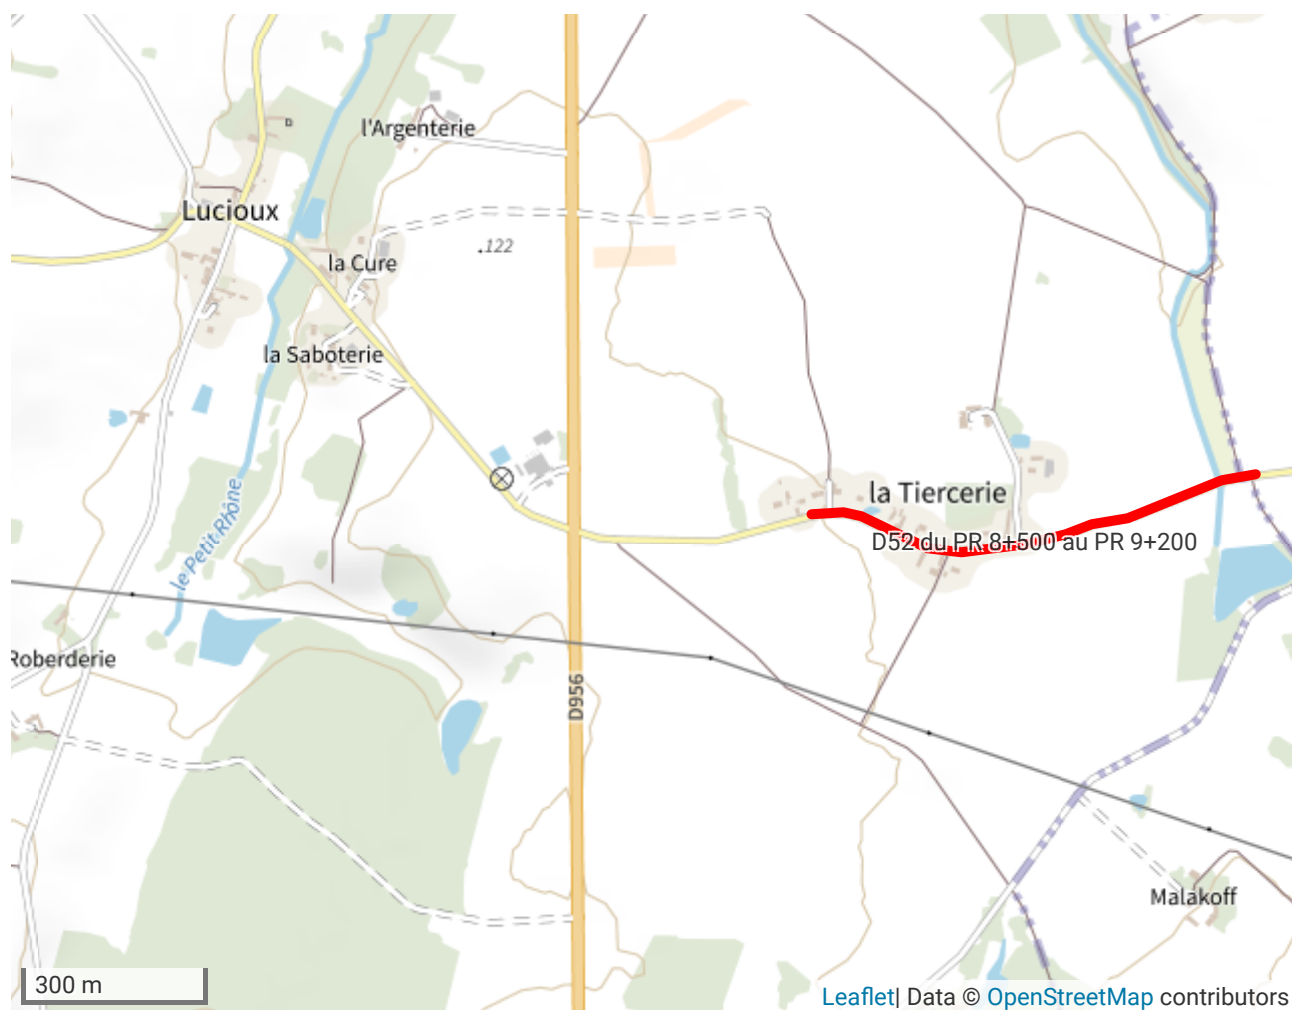 l'Argenterie
Lucioux
.122
la Cure
la Saboterie
la Tiercerie
le Petit Rhône
D52 du PR 8+500 au PR 9+200
Roberderie
D956
Malakoff
300 m
Leaflet| Data © OpenStreetMap contributors